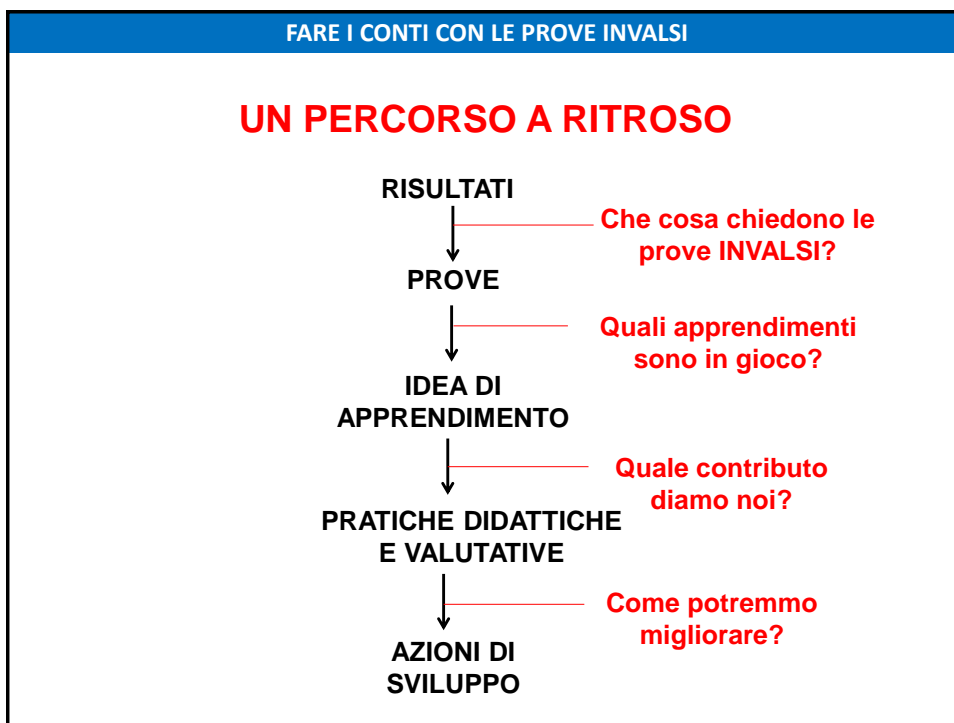 FARE I CONTI CON LE PROVE INVALSI
UN PERCORSO A RITROSO
RISULTATI
Che cosa chiedono le
prove INVALSI?
PROVE
Quali apprendimenti
sono in gioco?
IDEA DI
APPRENDIMENTO
Quale contributo
diamo noi?
PRATICHE DIDATTICHE
E VALUTATIVE
Come potremmo
migliorare?
AZIONI DI
SVILUPPO